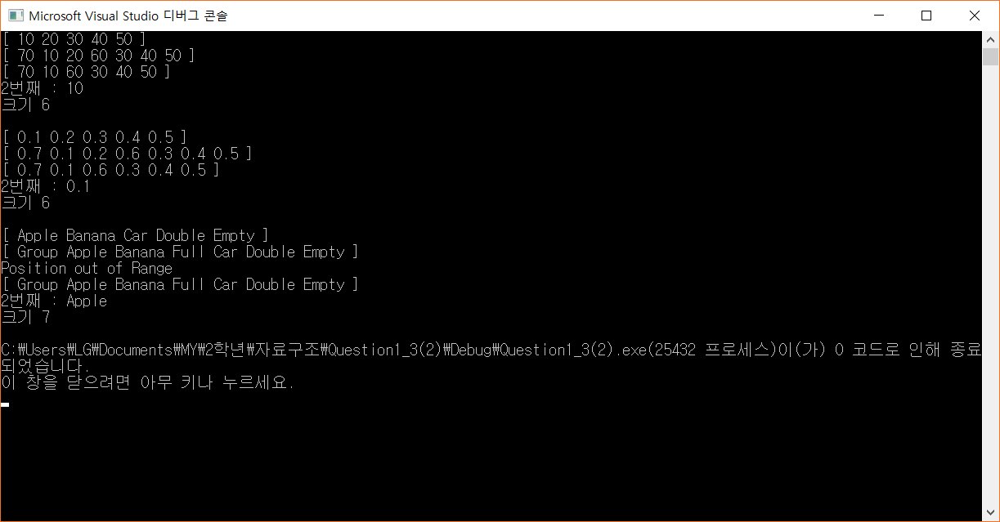 Microsoft Visual Studio 디버그 콘솔
[ 10 20 30 40 50 ]
[ 70 10 20 60 30 40 50 ]
[ 70 10 60 30 40 50 ]
2번째 : 10
크기 6
[ 0.1 0.2 0.3 0.4 0.5 ]
[ 0.7 0.1 0.2 0.6 0.3 0.4 0.5 ]
[ 0.7 0.1 0.6 0.3 0.4 0.5 ]
2번째 : 0.1
크기 6
[ Apple Banana Car Double Empty ]
[ Group Apple Banana Full Car Double Empty ]
Position out of Range
[ Group Apple Banana Full Car Double Empty ]
2번째 : Apple
크기 7
C:₩Users₩LG₩Documents₩MY₩2학년₩자료구조₩Question1_3(2)₩Debug₩Question1_3(2).exe(25432 프로세스)이(가) 0 코드로 인해 종료
되었습니다.
이 창을 닫으려면 아무 키나 누르세요.